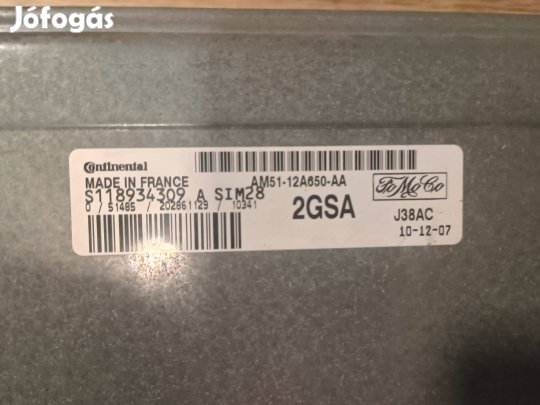 Jófogás
Continental
MADE IN FRANCE AM51-12A650-AA FoMoCo
S118934309 A SIM28
0 / 51485 / 202861129 / 10341 2GSA J38AC
10-12-07